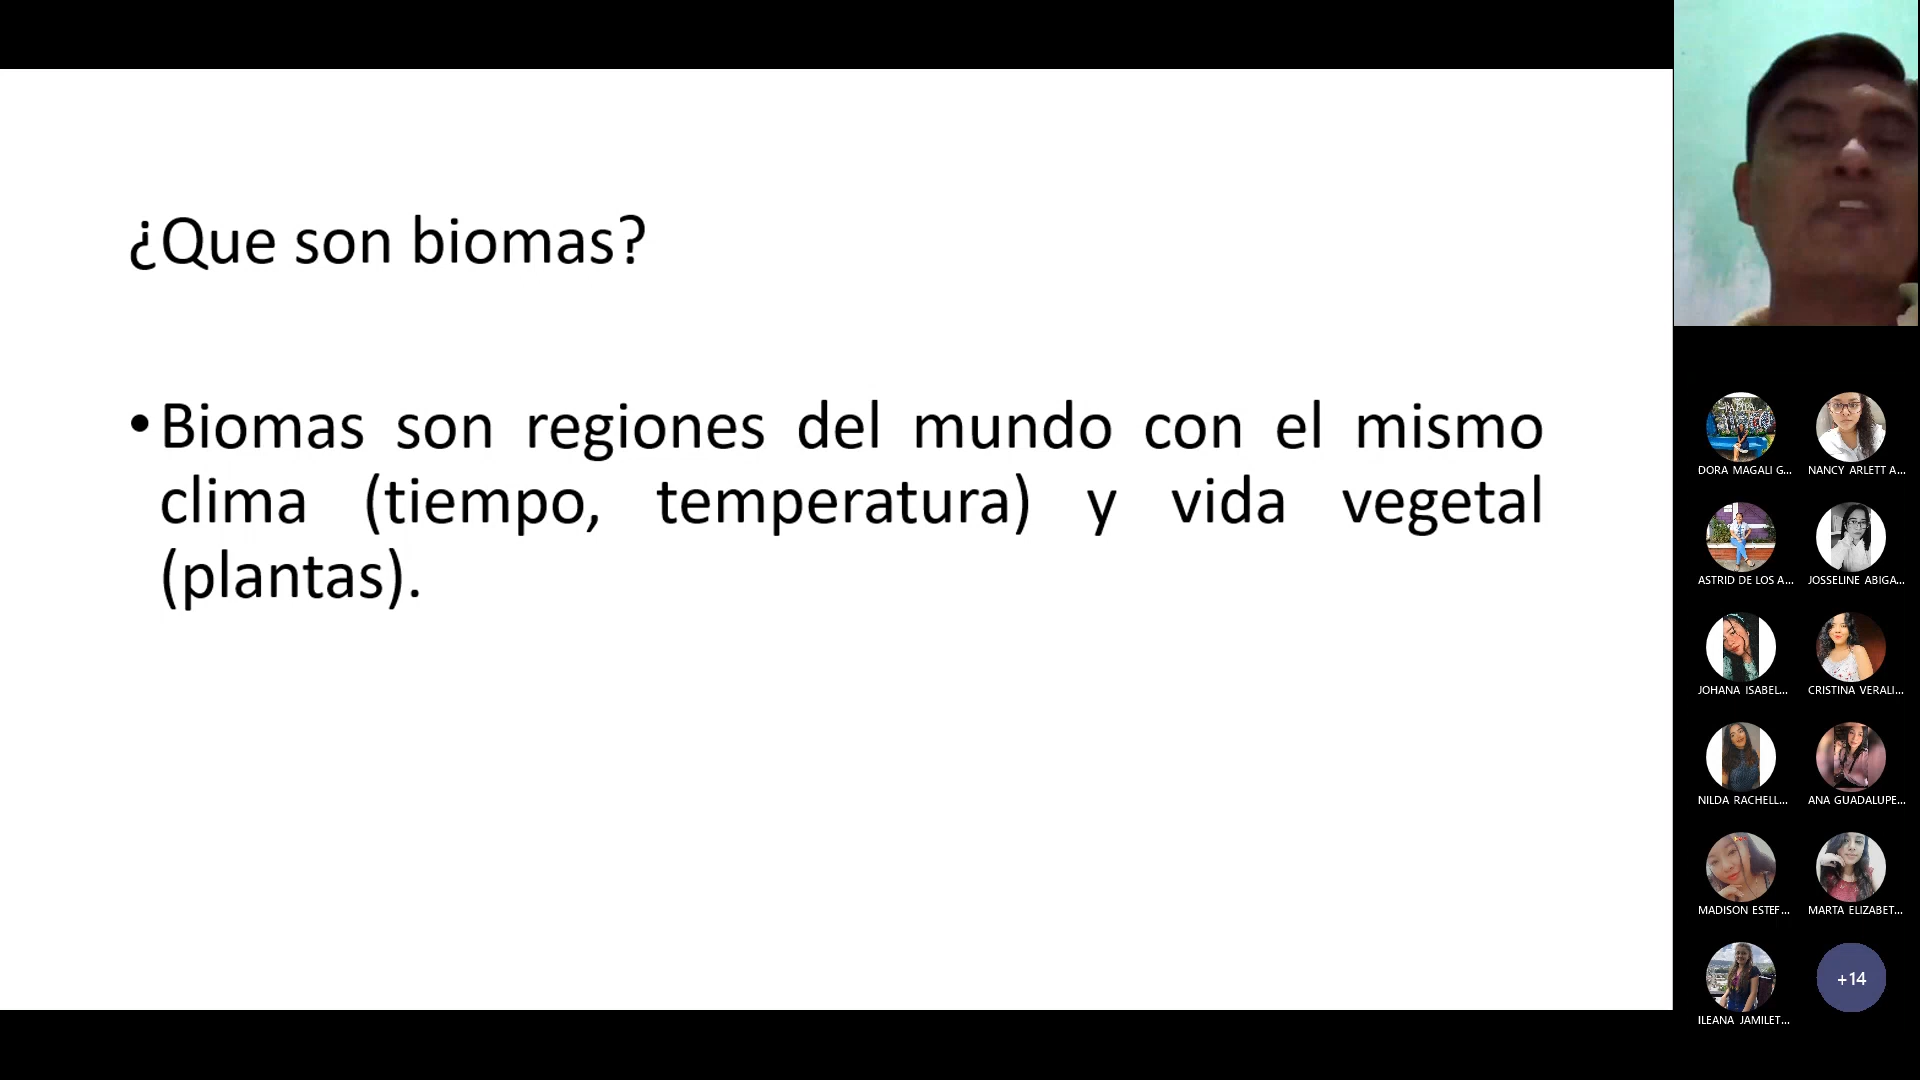 ¿Que son biomas?
•Biomas son regiones del mundo con el mismo
clima (tiempo, temperatura) y vida vegetal
(plantas).
DORA MAGALI G...
NANCY ARLETT A...
ASTRID DE LOS A...
JOSSELINE ABIGA...
JOHANA ISABEL...
CRISTINA VERALI...
NILDA RACHELL...
ANA GUADALUPE...
MADISON ESTEF...
MARTA ELIZABET...
ILEANA JAMILET...
+14